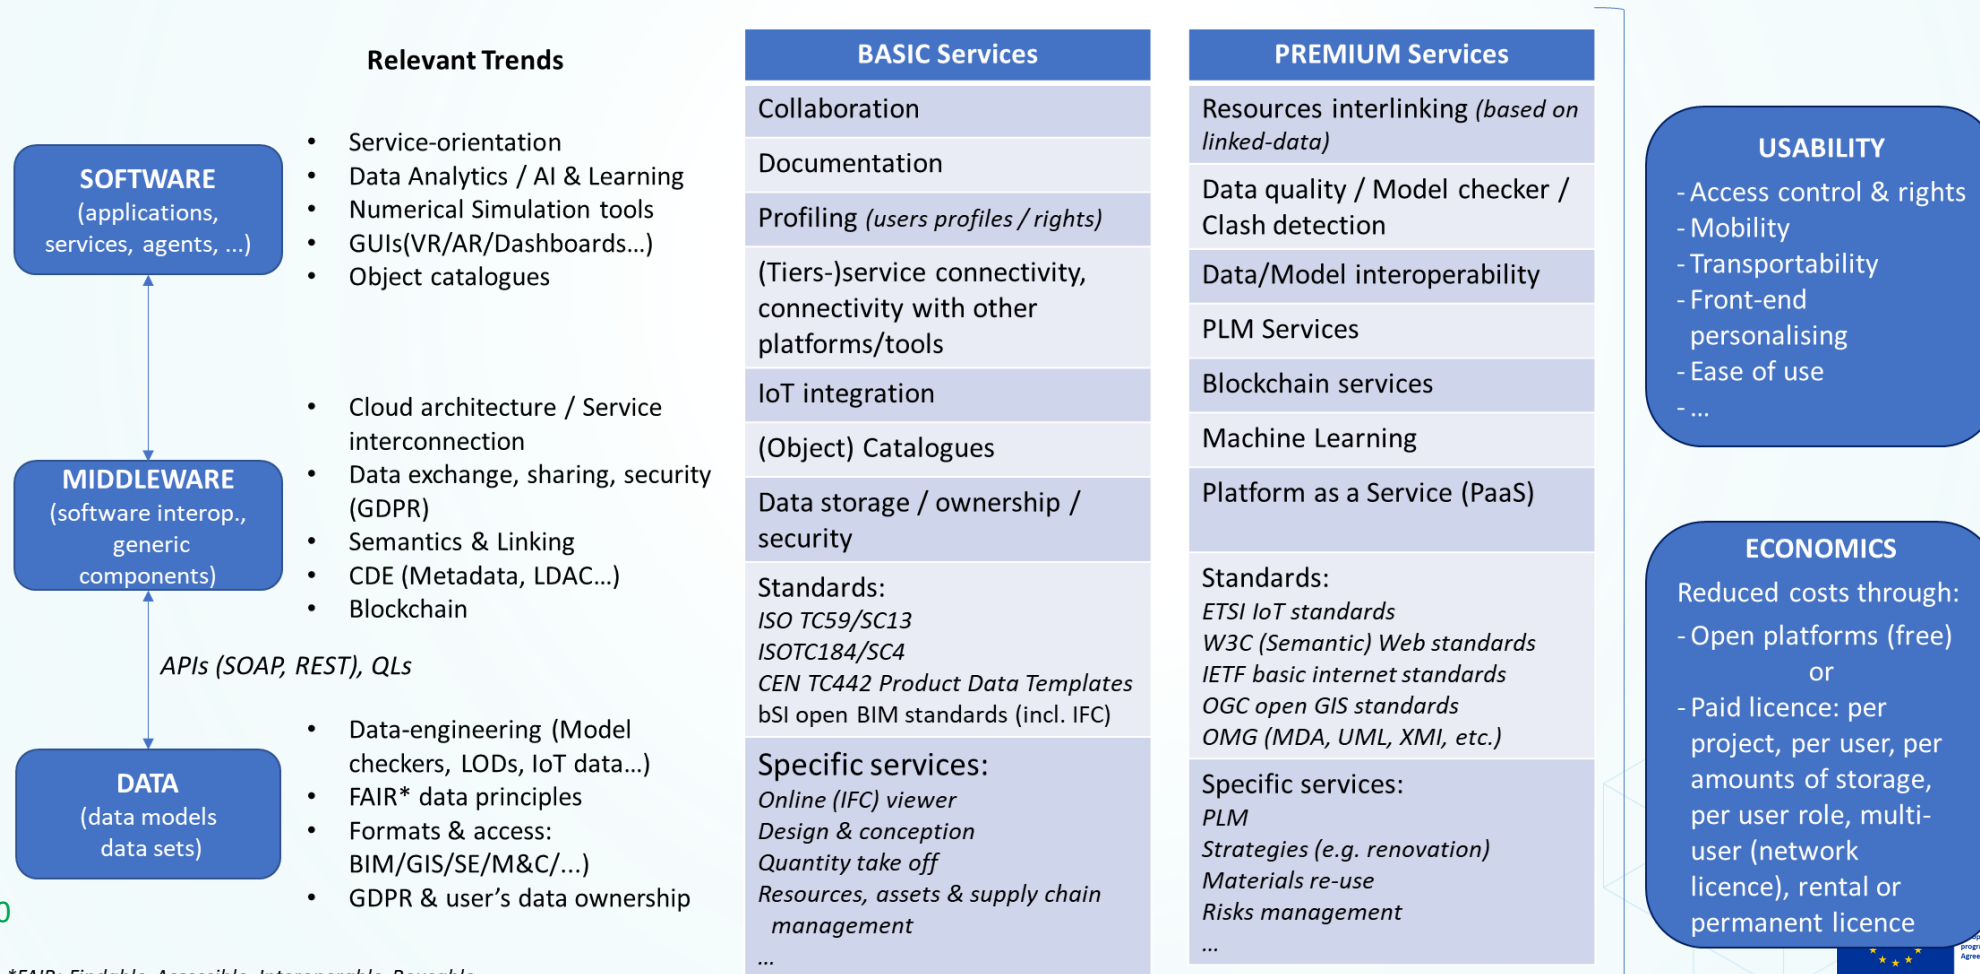 Relevant Trends
SOFTWARE
(applications,
services, agents, ...)
• Service-orientation
• Data Analytics / AI & Learning
• Numerical Simulation tools
• GUIs(VR/AR/Dashboards...)
• Object catalogues
MIDDLEWARE
(software interop.,
generic
components)
• Cloud architecture / Service
interconnection
• Data exchange, sharing, security
(GDPR)
• Semantics & Linking
• CDE (Metadata, LDAC...)
• Blockchain
APIs (SOAP, REST), QLs
DATA
(data models
data sets)
• Data-engineering (Model
checkers, LODs, IoT data...)
• FAIR* data principles
• Formats & access:
BIM/GIS/SE/M&C/...)
• GDPR & user's data ownership
0
*FAIR: Findable, Accessible, Interoperable, Reusable
BASIC Services
Collaboration
Documentation
Profiling (users profiles / rights)
(Tiers-)service connectivity,
connectivity with other
platforms/tools
IoT integration
(Object) Catalogues
Data storage / ownership /
security
Standards:
ISO TC59/SC13
ISOTC184/SC4
CEN TC442 Product Data Templates
bSI open BIM standards (incl. IFC)
Specific services:
Online (IFC) viewer
Design & conception
Quantity take off
Resources, assets & supply chain
management
...
PREMIUM Services
Resources interlinking (based on
linked-data)
Data quality / Model checker /
Clash detection
Data/Model interoperability
PLM Services
Blockchain services
Machine Learning
Platform as a Service (PaaS)
Standards:
ETSI IoT standards
W3C (Semantic) Web standards
IETF basic internet standards
OGC open GIS standards
OMG (MDA, UML, XMI, etc.)
Specific services:
PLM
Strategies (e.g. renovation)
Materials re-use
Risks management
...
USABILITY
- Access control & rights
- Mobility
- Transportability
- Front-end
personalising
- Ease of use
- ...
ECONOMICS
Reduced costs through:
- Open platforms (free)
or
- Paid licence: per
project, per user, per
amounts of storage,
per user role, multi-
user (network
licence), rental or
permanent licence